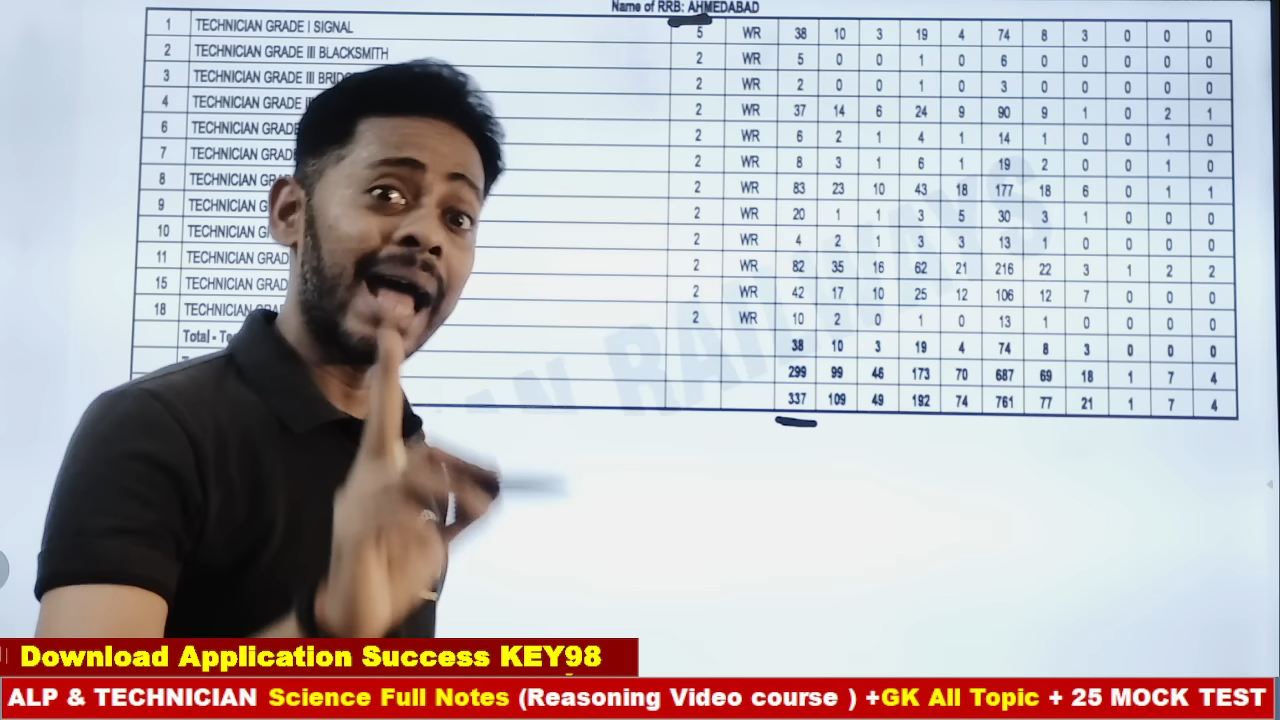 Name of RRB: AHMEDABAD
1 TECHNICIAN GRADE I SIGNAL 5 WR 38 10 3 19 4 74 8 3 0 0 0
2 TECHNICIAN GRADE III BLACKSMITH 2 WR 5 0 0 1 0 6 0 0 0 0 0
3 TECHNICIAN GRADE III 2 WR 2 0 0 1 0 3 0 0 0 0 0
4 TECHNICIAN GRADE 2 WR 37 14 6 24 9 90 9 1 0 2 1
6 TECHNICIAN GRADE 2 WR 6 2 1 4 1 14 1 0 0 1 0
7 TECHNICIAN 2 WR 8 3 1 6 1 19 2 0 0 1 0
8 TECHNICIAN 2 WR 83 23 10 43 18 177 18 6 0 1 1
9 TECHNICIAN 2 WR 20 1 1 3 5 30 3 1 0 0 0
10 TECHNICIAN 2 WR 4 2 1 3 3 13 1 0 0 0 0
11 TECHNICIAN 2 WR 82 35 16 62 21 216 22 3 1 2 2
15 TECHNICIAN 2 WR 42 17 10 25 12 106 12 7 0 0 0
18 TECHNICIAN 2 WR 10 2 0 1 0 13 1 0 0 0 0
Total - 38 10 3 19 4 74 8 3 0 0 0
299 99 46 173 70 687 69 18 1 7 4
337 109 49 192 74 761 77 21 1 7 4
RAILWAYS
Download Application Success KEY98
ALP & TECHNICIAN Science Full Notes (Reasoning Video course ) +GK All Topic + 25 MOCK TEST